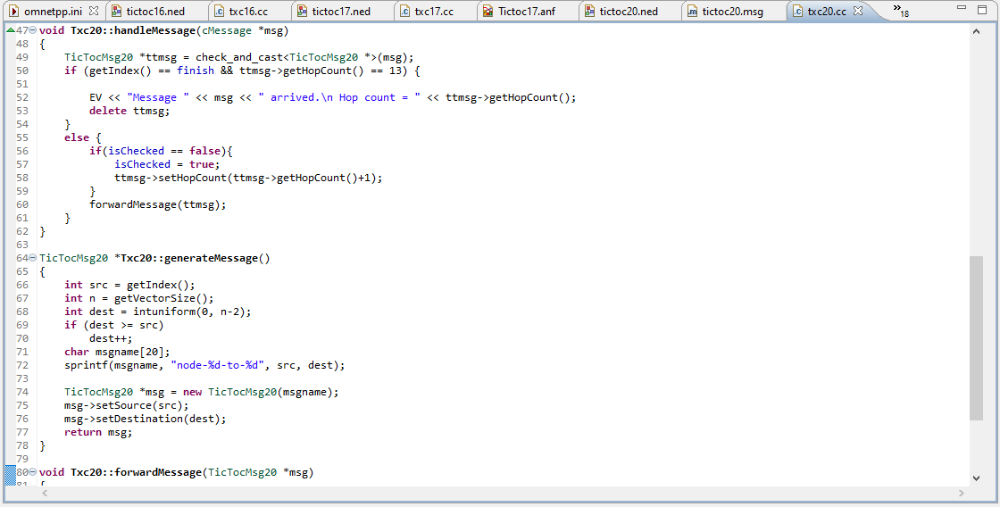 omnetpp.ini tictoc16.ned txc16.cc tictoc17.ned txc17.cc Tictoc17.anf tictoc20.ned tictoc20.msg txc20.cc »18
47 void Txc20::handleMessage(cMessage *msg)
48 {
49     TicTocMsg20 *ttmsg = check_and_cast<TicTocMsg20 *>(msg);
50     if (getIndex() == finish && ttmsg->getHopCount() == 13) {
51
52         EV << "Message " << msg << " arrived.\n Hop count = " << ttmsg->getHopCount();
53         delete ttmsg;
54     }
55     else {
56         if(isChecked == false){
57             isChecked = true;
58             ttmsg->setHopCount(ttmsg->getHopCount()+1);
59         }
60         forwardMessage(ttmsg);
61     }
62 }
63
64 TicTocMsg20 *Txc20::generateMessage()
65 {
66     int src = getIndex();
67     int n = getVectorSize();
68     int dest = intuniform(0, n-2);
69     if (dest >= src)
70         dest++;
71     char msgname[20];
72     sprintf(msgname, "node-%d-to-%d", src, dest);
73
74     TicTocMsg20 *msg = new TicTocMsg20(msgname);
75     msg->setSource(src);
76     msg->setDestination(dest);
77     return msg;
78 }
79
80 void Txc20::forwardMessage(TicTocMsg20 *msg)
81 {